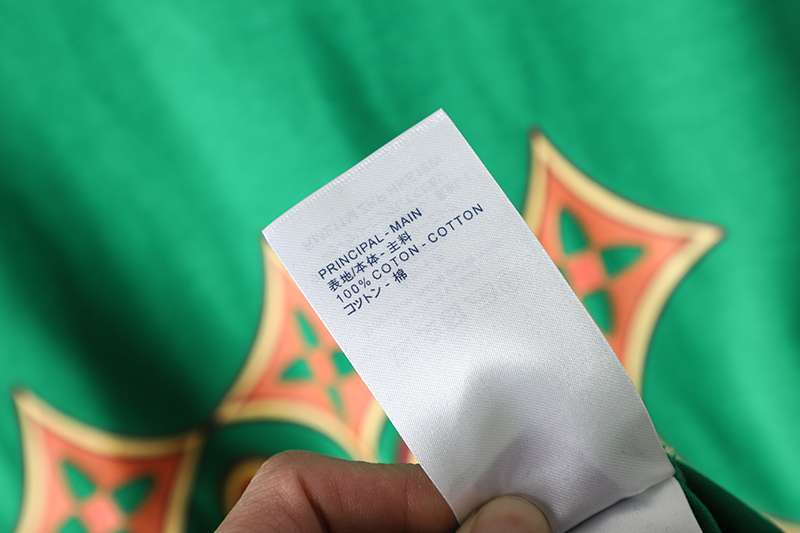 PRINCIPAL - MAIN
表地/本体 - 主料
100% COTON - COTTON
コットン - 棉